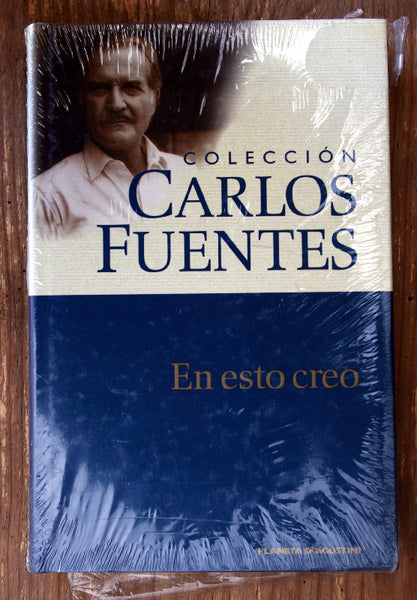 COLECCIÓN
CARLOS
FUENTES
En esto creo
PLANETA DEAGOSTINI